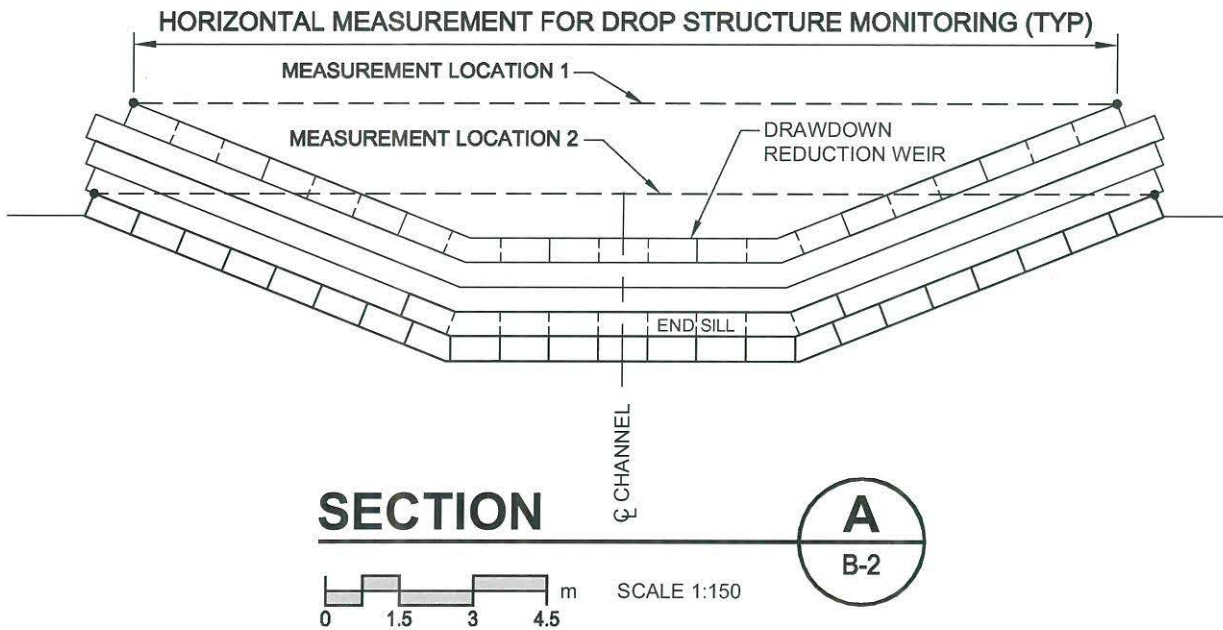 HORIZONTAL MEASUREMENT FOR DROP STRUCTURE MONITORING (TYP)
MEASUREMENT LOCATION 1
MEASUREMENT LOCATION 2
DRAWDOWN
REDUCTION WEIR
END SILL
℄ CHANNEL
SECTION
A
B-2
0 1.5 3 4.5 m
SCALE 1:150